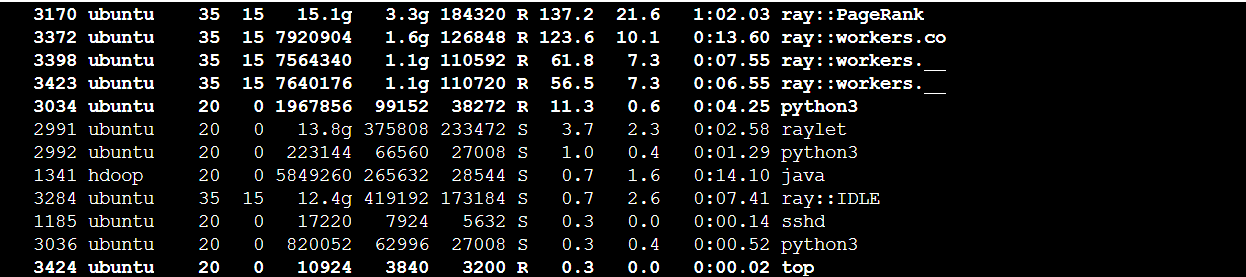 3170 ubuntu 35 15 15.1g 3.3g 184320 R 137.2 21.6 1:02.03 ray::PageRank
3372 ubuntu 35 15 7920904 1.6g 126848 R 123.6 10.1 0:13.60 ray::workers.co
3398 ubuntu 35 15 7564340 1.1g 110592 R 61.8 7.3 0:07.55 ray::workers.__
3423 ubuntu 35 15 7640176 1.1g 110720 R 56.5 7.3 0:06.55 ray::workers.__
3034 ubuntu 20 0 1967856 99152 38272 R 11.3 0.6 0:04.25 python3
2991 ubuntu 20 0 13.8g 375808 233472 S 3.7 2.3 0:02.58 raylet
2992 ubuntu 20 0 223144 66560 27008 S 1.0 0.4 0:01.29 python3
1341 hdoop 20 0 5849260 265632 28544 S 0.7 1.6 0:14.10 java
3284 ubuntu 35 15 12.4g 419192 173184 S 0.7 2.6 0:07.41 ray::IDLE
1185 ubuntu 20 0 17220 7924 5632 S 0.3 0.0 0:00.14 sshd
3036 ubuntu 20 0 820052 62996 27008 S 0.3 0.4 0:00.52 python3
3424 ubuntu 20 0 10924 3840 3200 R 0.3 0.0 0:00.02 top